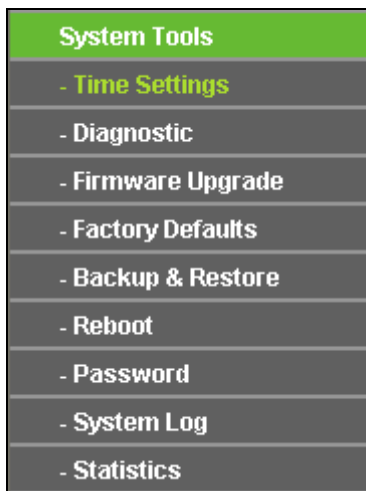 System Tools
- Time Settings
- Diagnostic
- Firmware Upgrade
- Factory Defaults
- Backup & Restore
- Reboot
- Password
- System Log
- Statistics